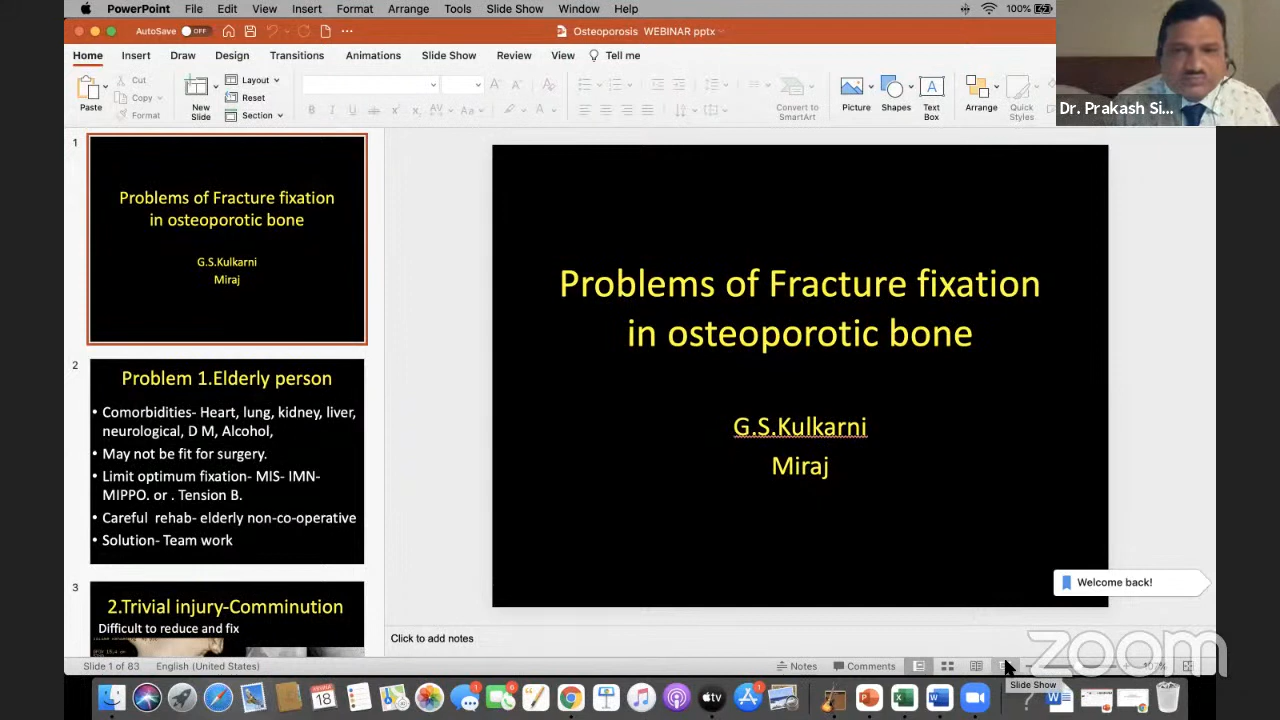 PowerPoint File Edit View Insert Format Arrange Tools Slide Show Window Help 100%
AutoSave OFF Osteoporosis WEBINAR pptx
Home Insert Draw Design Transitions Animations Slide Show Review View Tell me
Paste Cut Copy Format New Slide Layout Reset Section Convert to SmartArt Picture Shapes Text Box Arrange Quick Styles
Dr. Prakash Si...
1
Problems of Fracture fixation
in osteoporotic bone
G.S.Kulkarni
Miraj
2
Problem 1.Elderly person
• Comorbidities- Heart, lung, kidney, liver,
neurological, D M, Alcohol,
• May not be fit for surgery.
• Limit optimum fixation- MIS- IMN-
MIPPO. or . Tension B.
• Careful rehab- elderly non-co-operative
• Solution- Team work
3
2.Trivial injury-Comminution
Difficult to reduce and fix
Problems of Fracture fixation
in osteoporotic bone
G.S.Kulkarni
Miraj
Welcome back!
Click to add notes
Slide 1 of 83 English (United States) Notes Comments 107%
zoom
Slide Show
18
tv